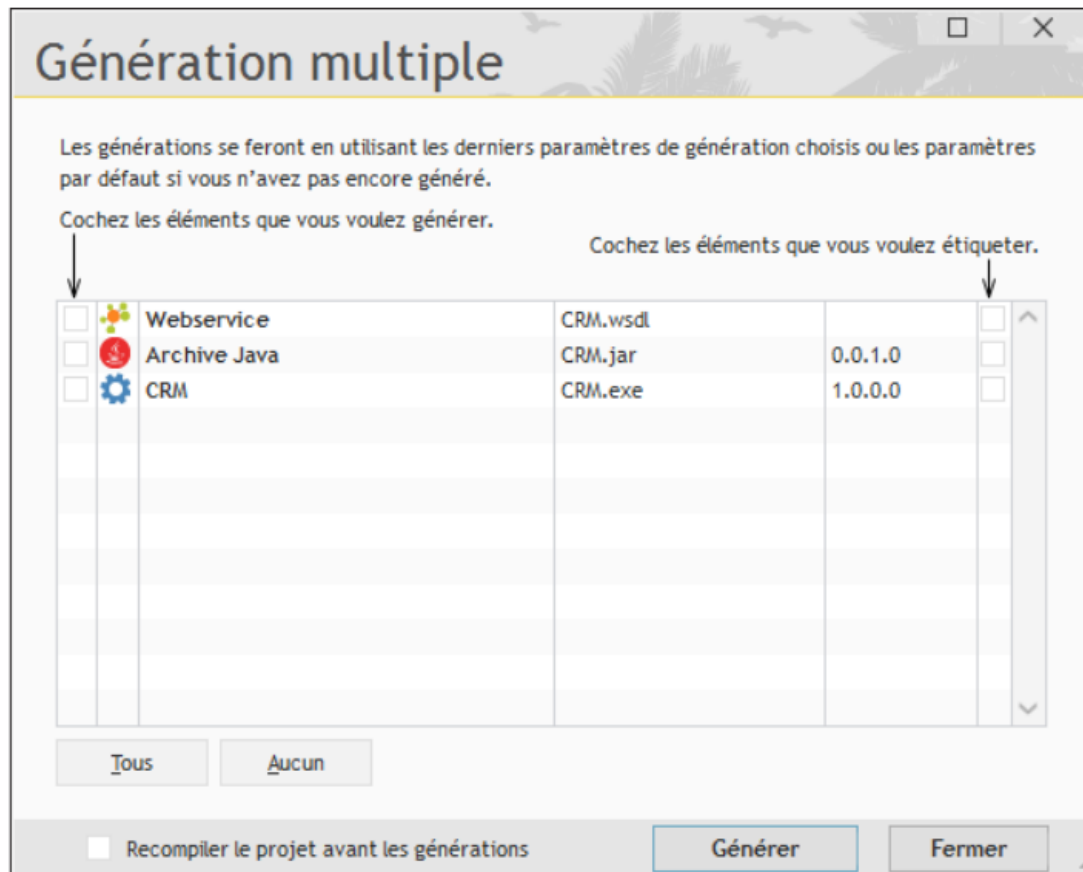 Génération multiple
Les générations se feront en utilisant les derniers paramètres de génération choisis ou les paramètres
par défaut si vous n'avez pas encore généré.
Cochez les éléments que vous voulez générer.
Cochez les éléments que vous voulez étiqueter.
Webservice CRM.wsdl
Archive Java CRM.jar 0.0.1.0
CRM CRM.exe 1.0.0.0
Tous Aucun
Recompiler le projet avant les générations Générer Fermer